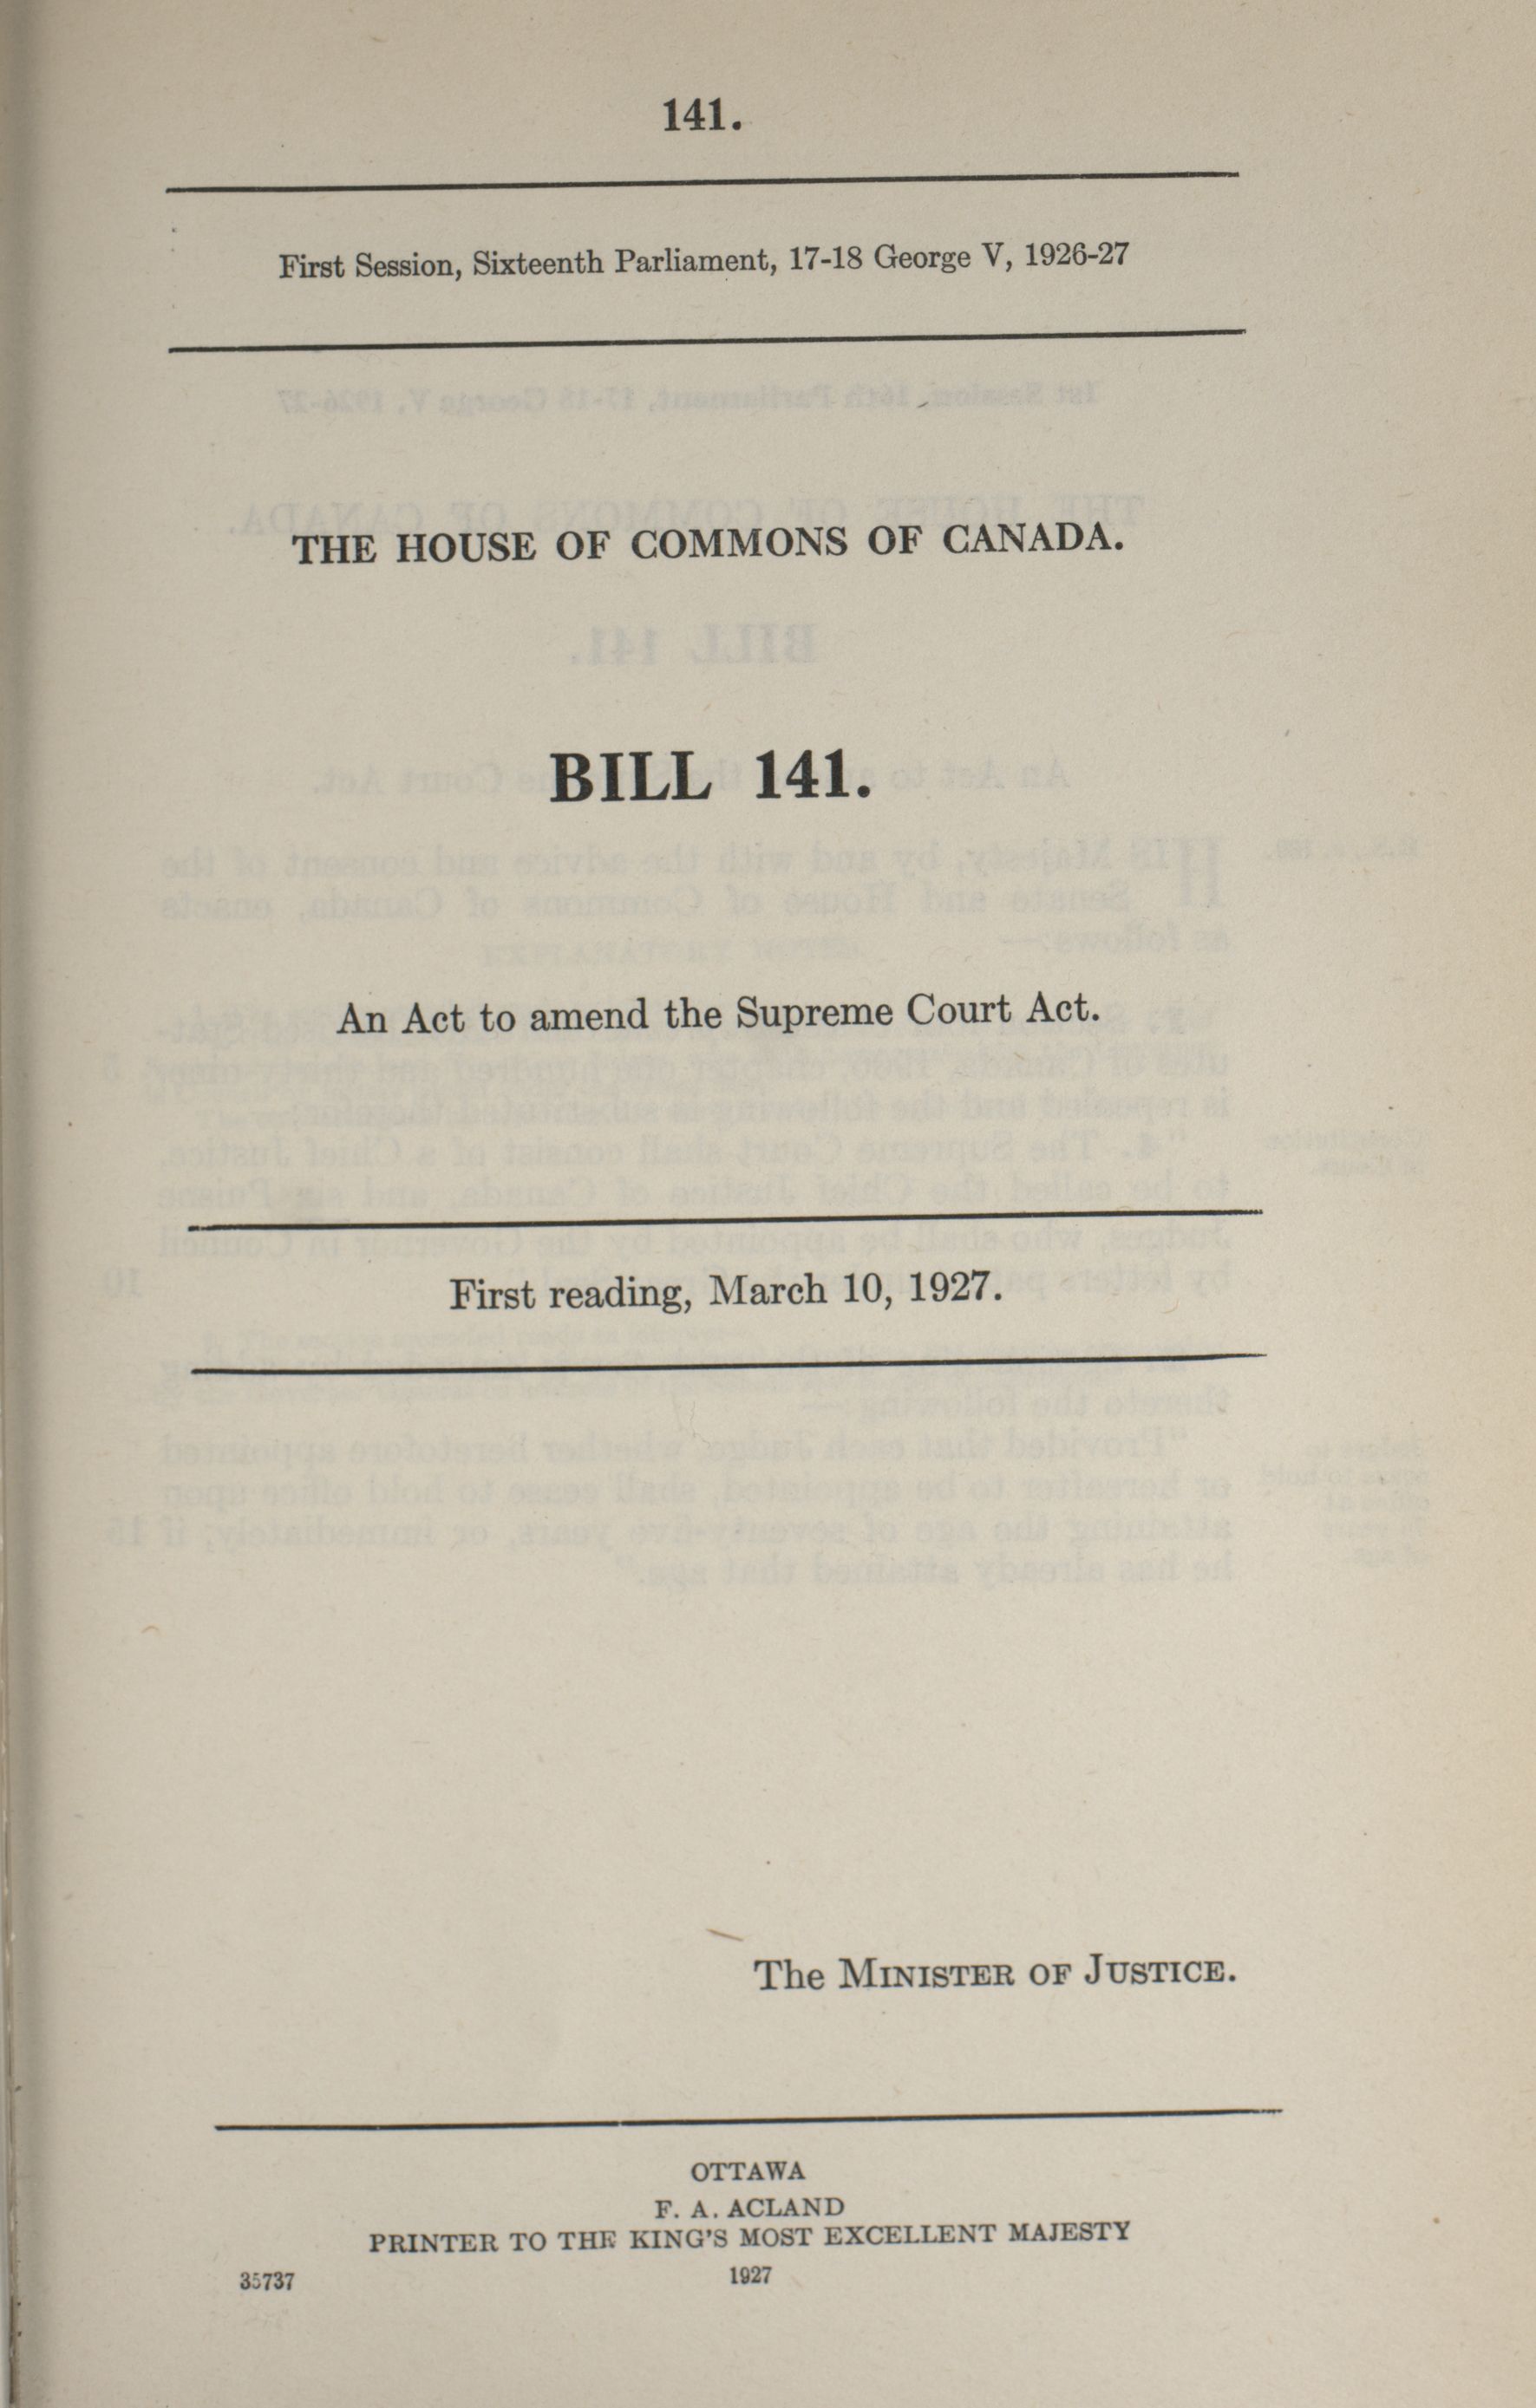 141.
First Session, Sixteenth Parliament, 17-18 George V, 1926-27
THE HOUSE OF COMMONS OF CANADA.
BILL 141.
An Act to amend the Supreme Court Act.
First reading, March 10, 1927.
The MINISTER OF JUSTICE.
OTTAWA
F. A. ACLAND
PRINTER TO THE KING'S MOST EXCELLENT MAJESTY
35737 1927